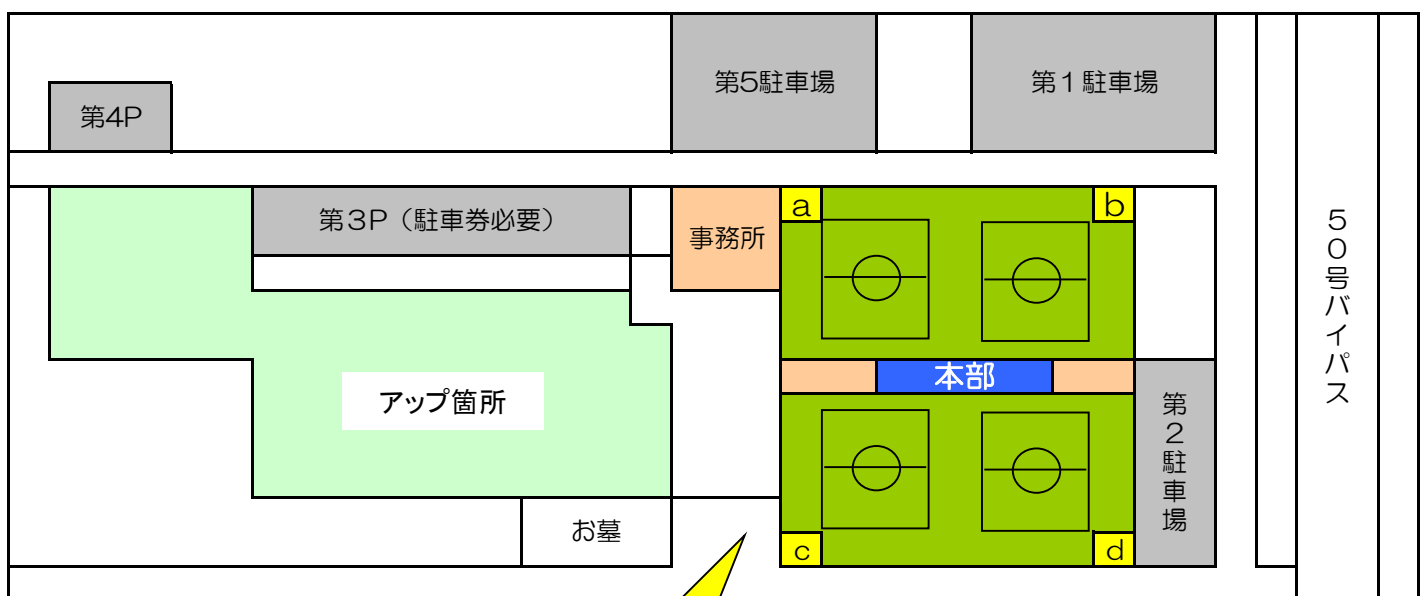 第5駐車場
第１駐車場
第4P
第３P（駐車券必要）
事務所
a
b
５０号バイパス
本部
アップ箇所
第２駐車場
お墓
c
d